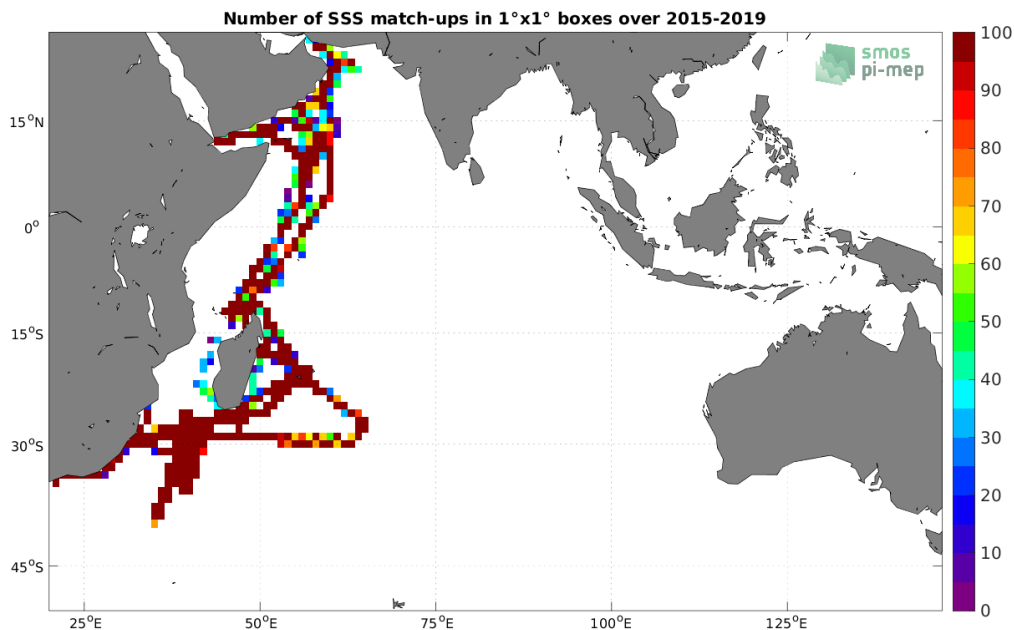 Number of SSS match-ups in 1°x1° boxes over 2015-2019
smos
pi-mep
15°N
0°
15°S
30°S
45°S
25°E
50°E
75°E
100°E
125°E
100
90
80
70
60
50
40
30
20
10
0